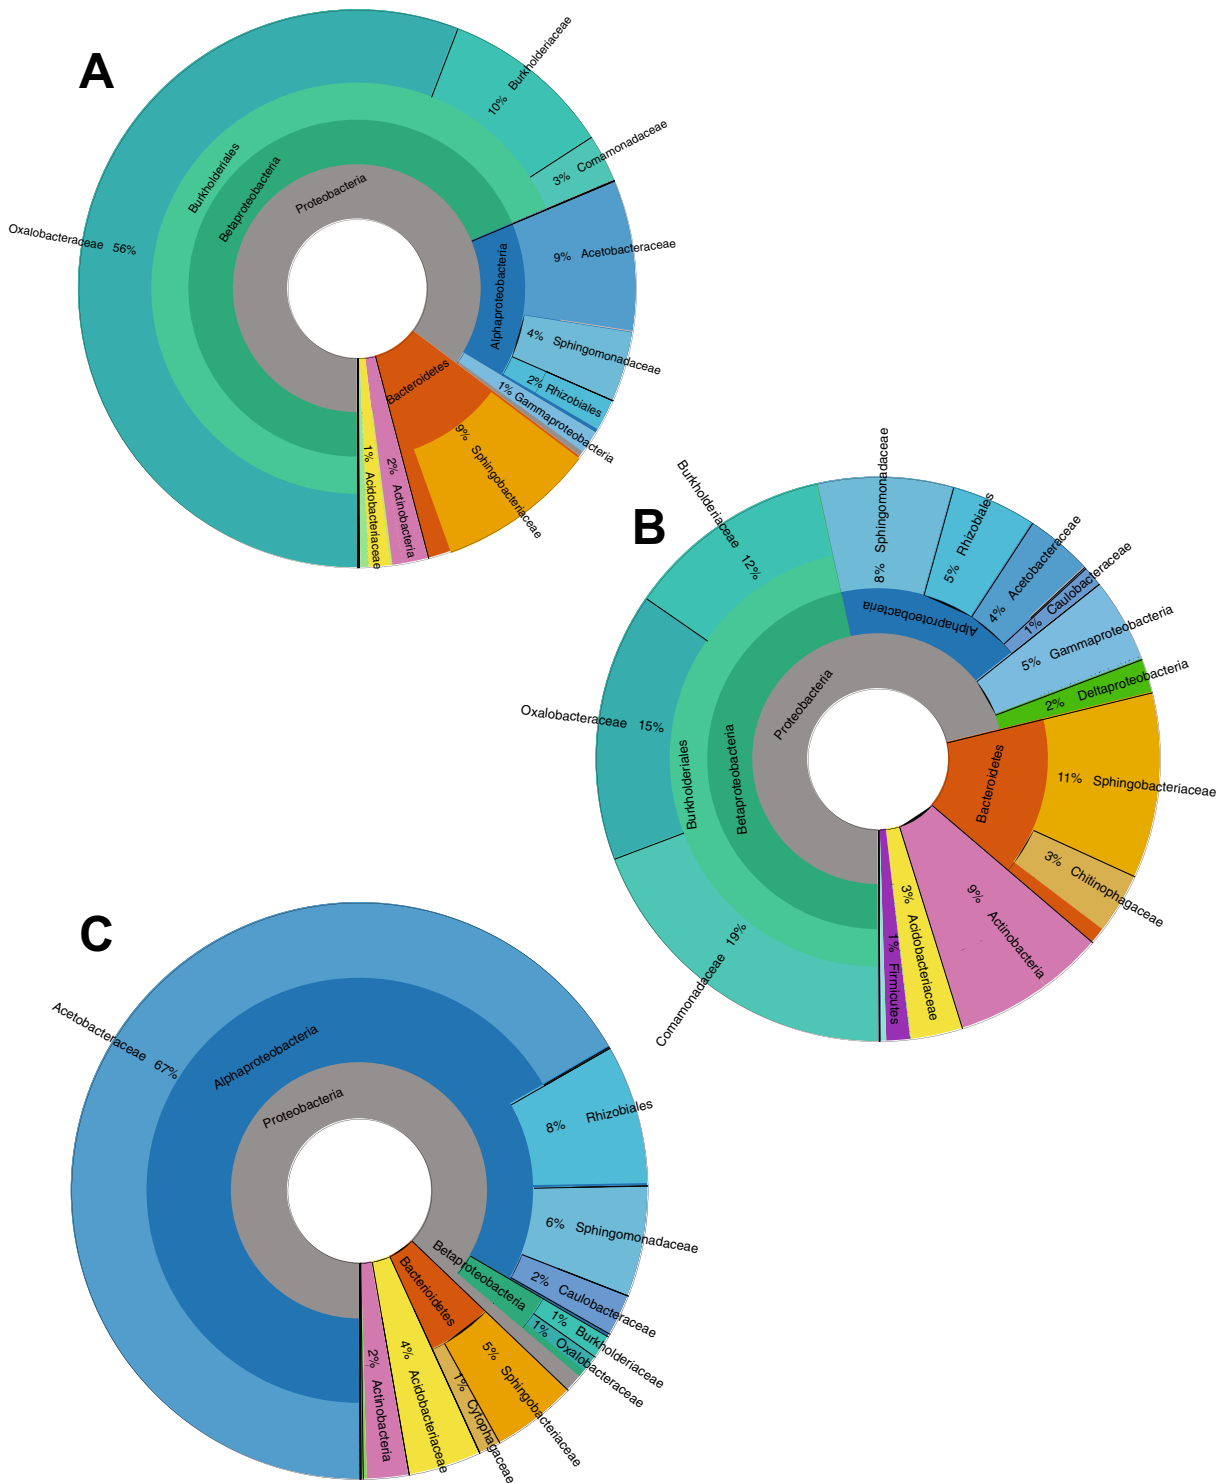 A
Oxalobacteraceae 56%
Burkholderiales
Betaproteobacteria
Proteobacteria
10% Burkholderiaceae
3% Comamonadaceae
Alphaproteobacteria
9% Acetobacteraceae
4% Sphingomonadaceae
2% Rhizobiales
1% Gammaproteobacteria
Bacteroidetes
9% Sphingobacteriaceae
2% Actinobacteria
1% Acidobacteriaceae
B
Comamonadaceae 19%
Oxalobacteraceae 15%
Burkholderiaceae 12%
Burkholderiales
Betaproteobacteria
Proteobacteria
Alphaproteobacteria
8% Sphingomonadaceae
5% Rhizobiales
4% Acetobacteraceae
1% Caulobacteraceae
5% Gammaproteobacteria
2% Deltaproteobacteria
Bacteroidetes
11% Sphingobacteriaceae
3% Chitinophagaceae
9% Actinobacteria
3% Acidobacteriaceae
1% Firmicutes
C
Acetobacteraceae 67%
Alphaproteobacteria
Proteobacteria
8% Rhizobiales
6% Sphingomonadaceae
2% Caulobacteraceae
Betaproteobacteria
1% Burkholderiaceae
1% Oxalobacteraceae
Bacterioidetes
5% Sphingobacteriaceae
1% Cytophagaceae
4% Acidobacteriaceae
2% Actinobacteria